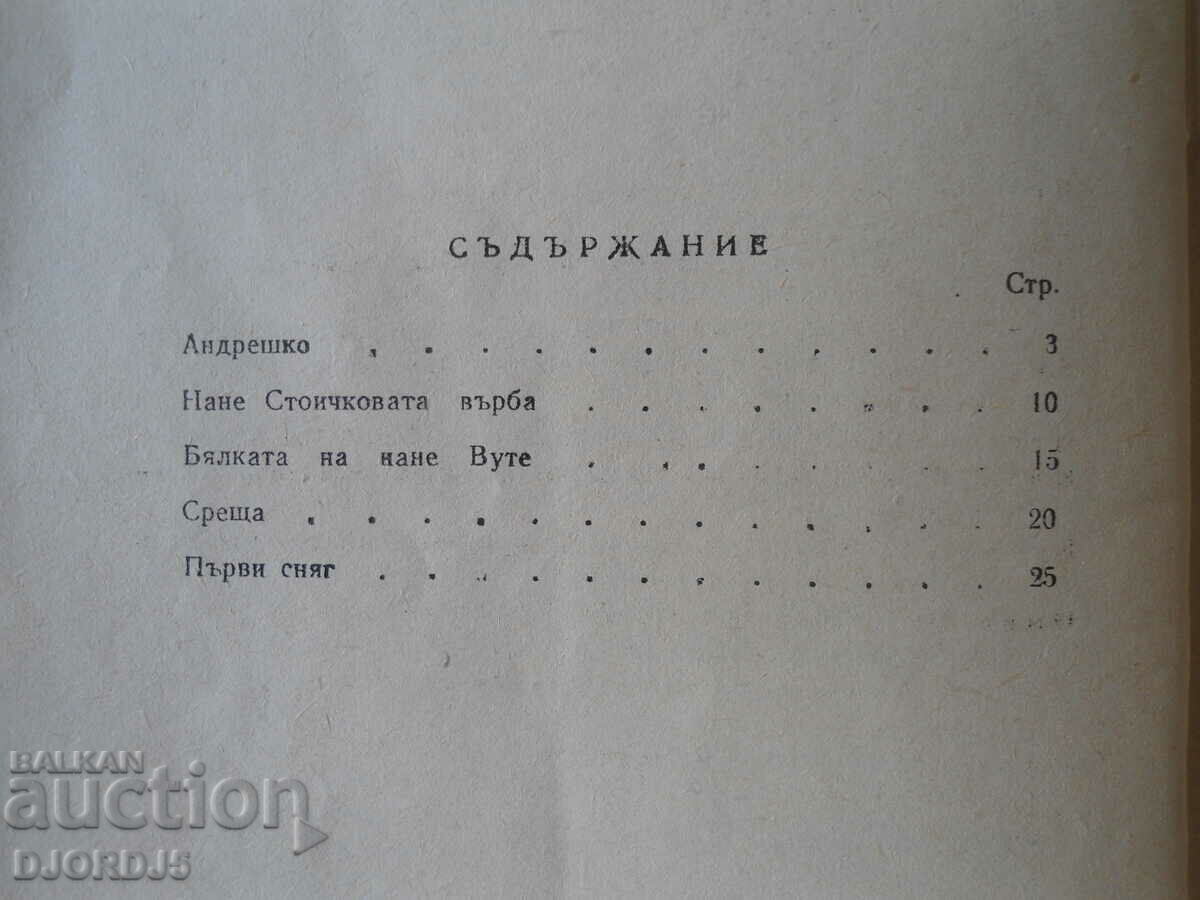 СЪДЪРЖАНИЕ
Стр.
Андрешко . . . . . . . . . . . . 3
Нане Стоичковата върба . . . . . . . . 10
Бялката на нане Вуте . . . . . . . . 15
Среща . . . . . . . . . . . . . 20
Първи сняг . . . . . . . . . . . . 25
BALKAN
auction
DJORDJ5